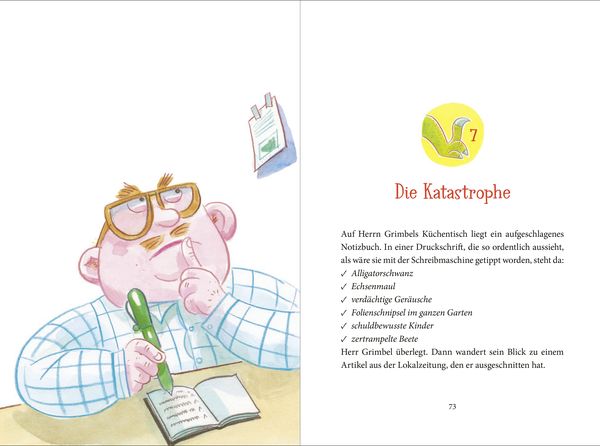 7
Die Katastrophe
Auf Herrn Grimbels Küchentisch liegt ein aufgeschlagenes
Notizbuch. In einer Druckschrift, die so ordentlich aussieht,
als wäre sie mit der Schreibmaschine getippt worden, steht da:
✓ Alligatorschwanz
✓ Echsenmaul
✓ verdächtige Geräusche
✓ Folienschnipsel im ganzen Garten
✓ schuldbewusste Kinder
✓ zertrampelte Beete
Herr Grimbel überlegt. Dann wandert sein Blick zu einem
Artikel aus der Lokalzeitung, den er ausgeschnitten hat.
73